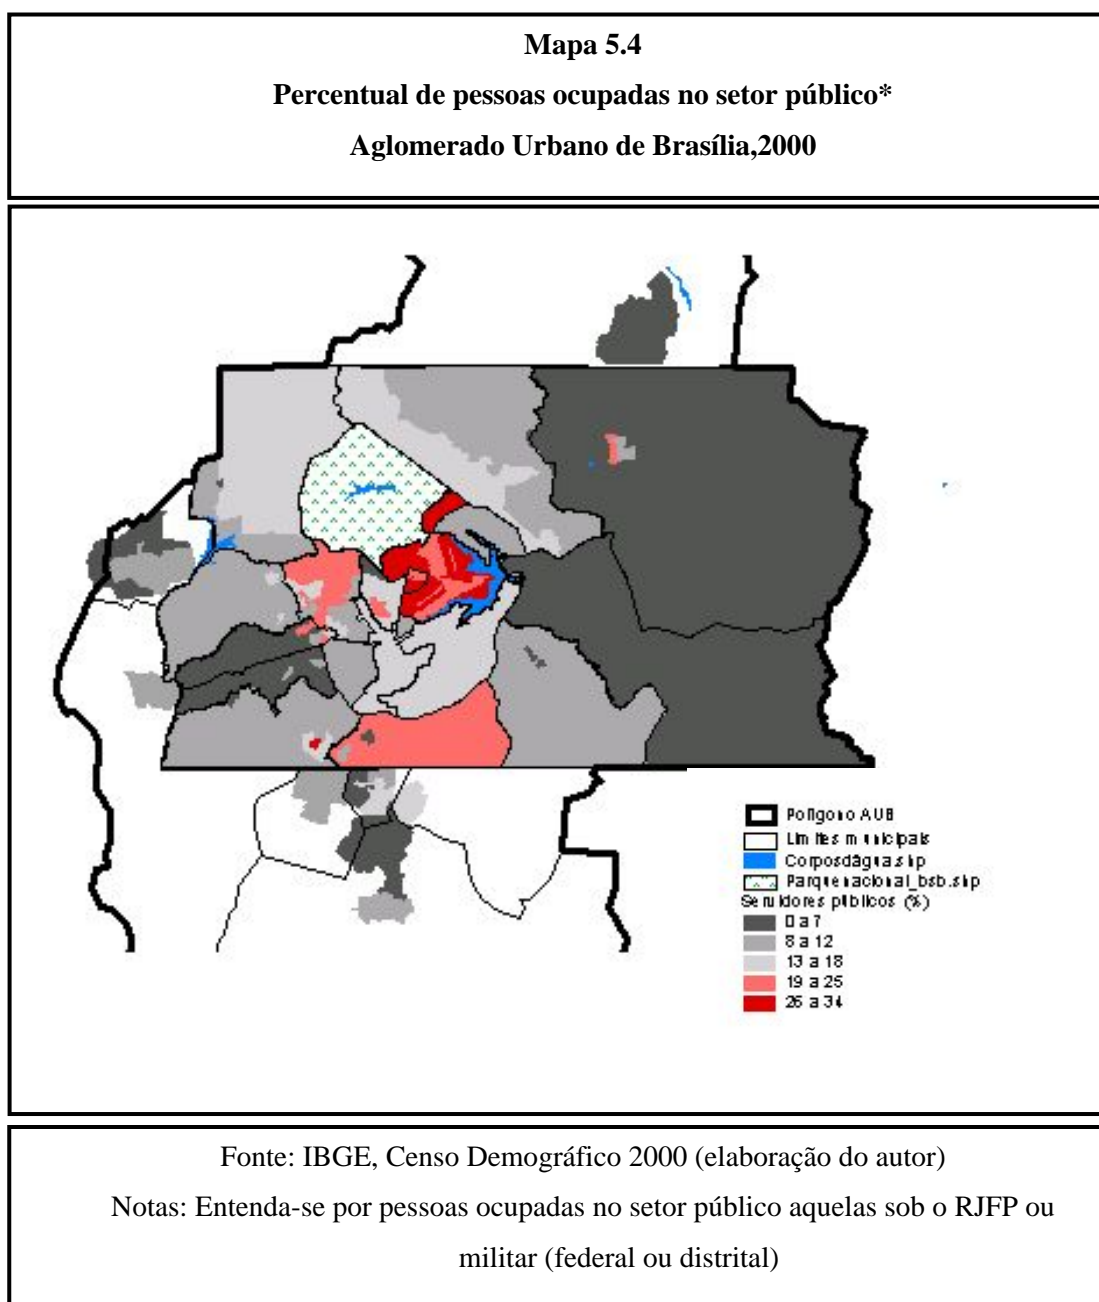 Mapa 5.4
Percentual de pessoas ocupadas no setor público*
Aglomerado Urbano de Brasília,2000
Polígono AUB
Limites municipais
Corposdágua.shp
Parquenacional_bsb.shp
Servidores públicos (%)
0 a 7
8 a 12
13 a 18
19 a 25
26 a 34
Fonte: IBGE, Censo Demográfico 2000 (elaboração do autor)
Notas: Entenda-se por pessoas ocupadas no setor público aquelas sob o RJFP ou
militar (federal ou distrital)